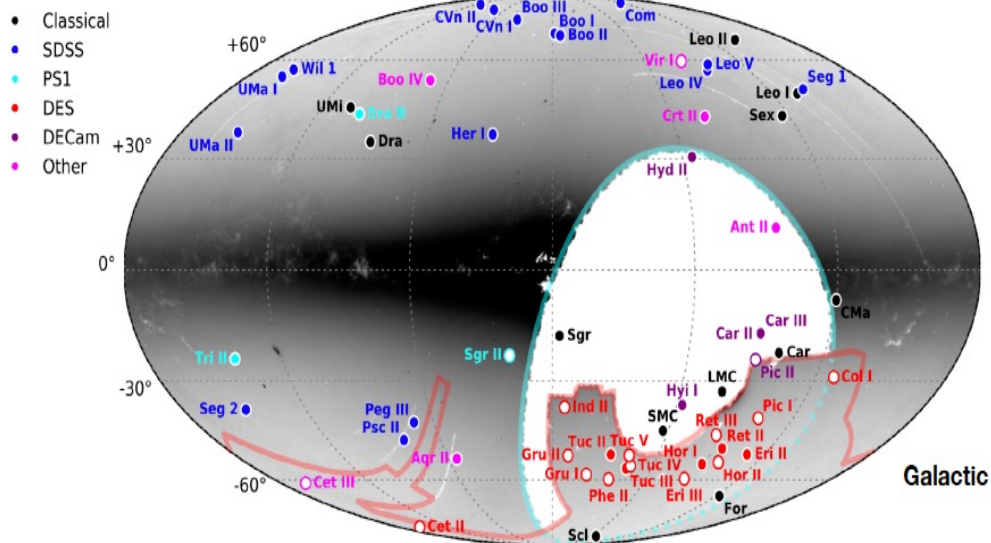 Classical
SDSS
PS1
DES
DECam
Other
CVn II
CVn I
Boo III
Boo I
Boo II
Com
Leo II
+60°
Wil 1
UMa I
Boo IV
Vir I
Leo V
Leo IV
Seg 1
Leo I
UMi
Dra II
Crt II
Sex
UMa II
+30°
Dra
Her I
Hyd II
Ant II
0°
CMa
Car III
Car II
Sgr
Tri II
Sgr II
Car
Pic II
-30°
LMC
Col I
Hyi I
Seg 2
Peg III
Psc II
Ind II
SMC
Pic I
Ret III
Ret II
Tuc II
Tuc V
Hor I
Eri II
Gru II
Aqr II
Tuc IV
Gru I
Tuc III
Hor II
-60°
Cet III
Phe II
Eri III
For
Cet II
Scl
Galactic